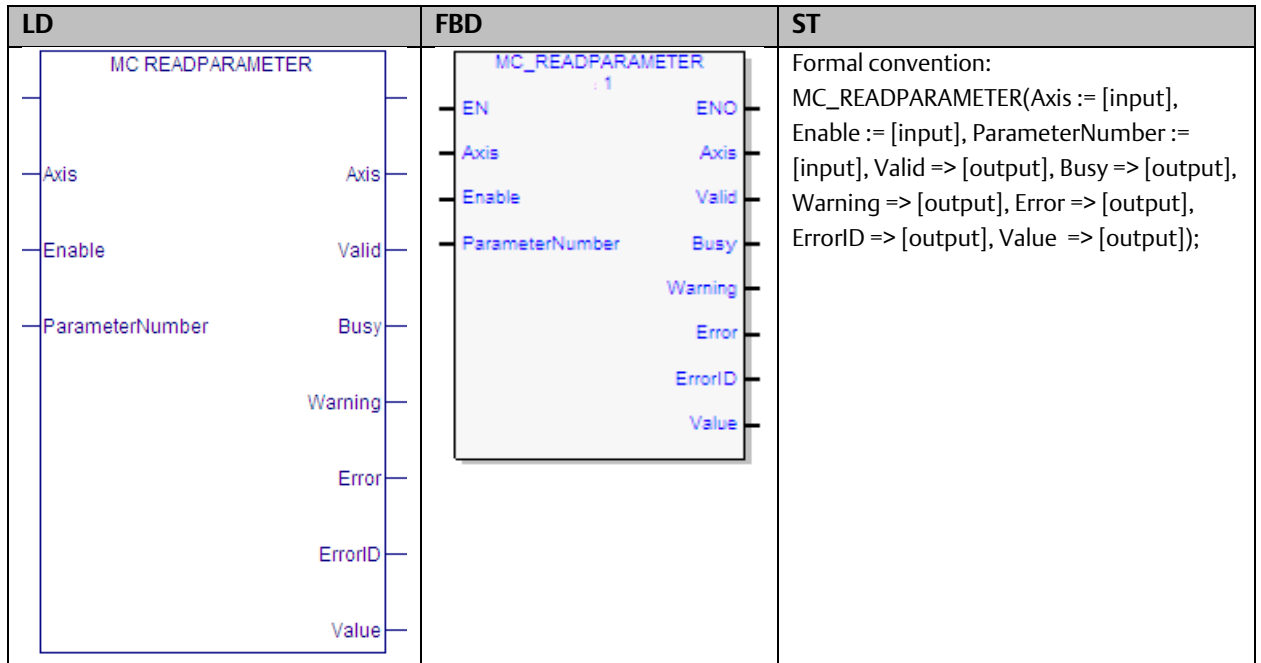 LD
FBD
ST
MC READPARAMETER
Axis
Axis
Enable
Valid
ParameterNumber
Busy
Warning
Error
ErrorID
Value
MC_READPARAMETER
: 1
EN
ENO
Axis
Axis
Enable
Valid
ParameterNumber
Busy
Warning
Error
ErrorID
Value
Formal convention:
MC_READPARAMETER(Axis := [input],
Enable := [input], ParameterNumber :=
[input], Valid => [output], Busy => [output],
Warning => [output], Error => [output],
ErrorID => [output], Value => [output]);